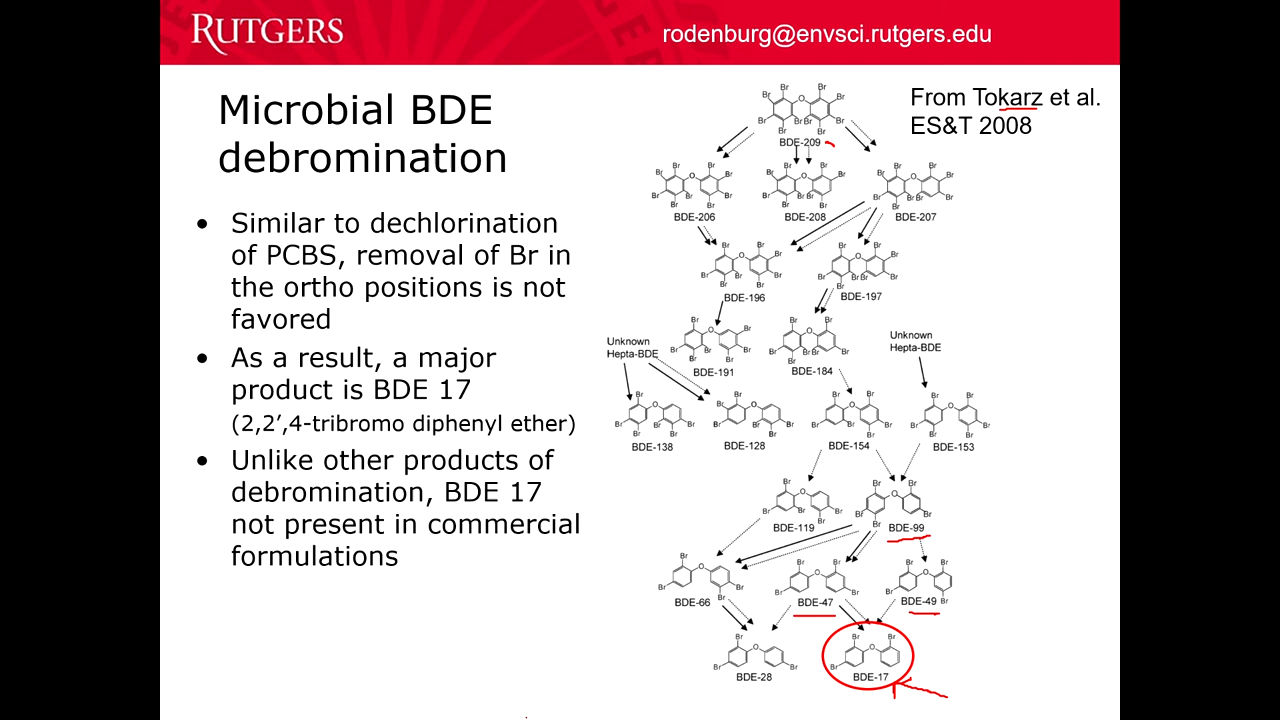 RUTGERS
rodenburg@envsci.rutgers.edu
Microbial BDE
debromination
• Similar to dechlorination
of PCBS, removal of Br in
the ortho positions is not
favored
• As a result, a major
product is BDE 17
(2,2’,4-tribromo diphenyl ether)
• Unlike other products of
debromination, BDE 17
not present in commercial
formulations
From Tokarz et al.
ES&T 2008
BDE-209
BDE-206 BDE-208 BDE-207
BDE-196 BDE-197
Unknown
Hepta-BDE
BDE-191 BDE-184
Unknown
Hepta-BDE
BDE-138 BDE-128 BDE-154 BDE-153
BDE-119 BDE-99
BDE-66 BDE-47 BDE-49
BDE-28 BDE-17